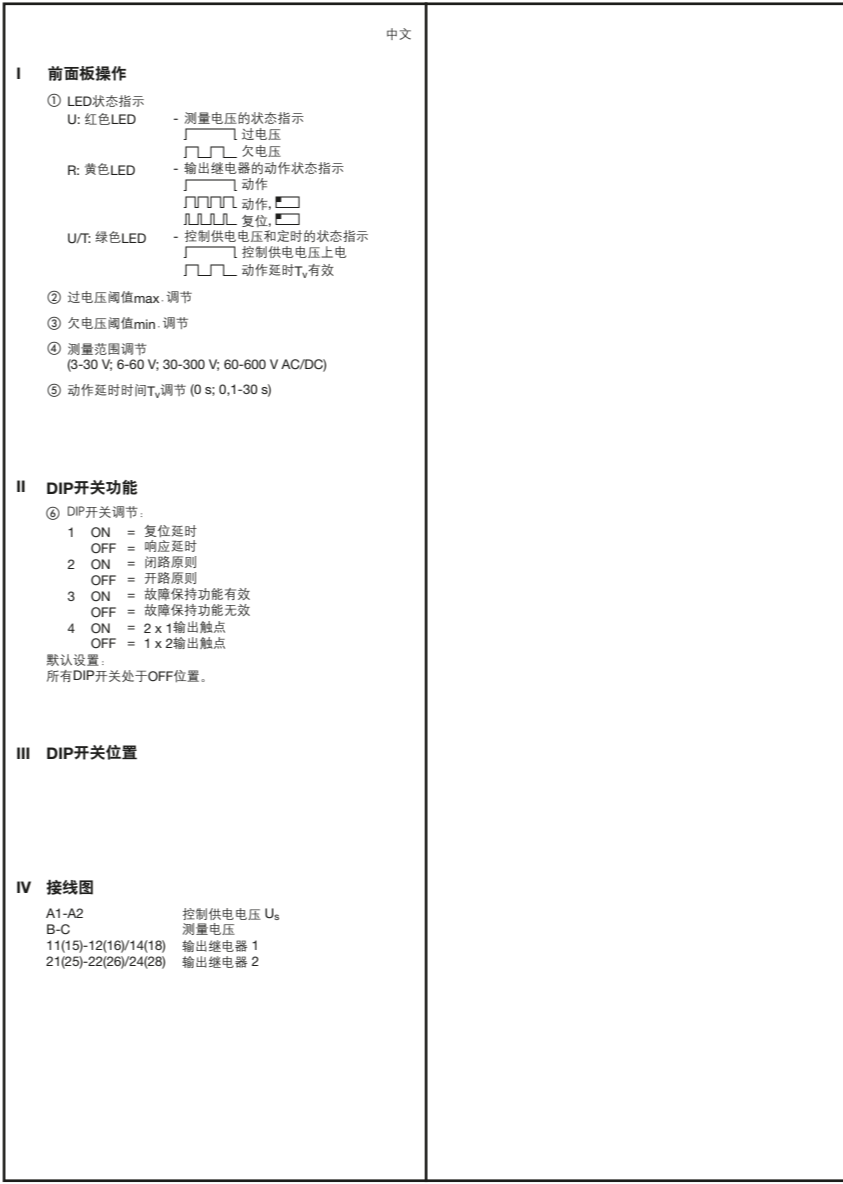 中文
I 前面板操作
① LED状态指示
U: 红色LED - 测量电压的状态指示
过电压
欠电压
R: 黄色LED - 输出继电器的动作状态指示
动作
动作,
复位,
U/T: 绿色LED - 控制供电电压和定时的状态指示
控制供电电压上电
动作延时Tv有效
② 过电压阈值max.调节
③ 欠电压阈值min.调节
④ 测量范围调节
(3-30 V; 6-60 V; 30-300 V; 60-600 V AC/DC)
⑤ 动作延时时间Tv调节 (0 s; 0,1-30 s)
II DIP开关功能
⑥ DIP开关调节:
1 ON = 复位延时
OFF = 响应延时
2 ON = 闭路原则
OFF = 开路原则
3 ON = 故障保持功能有效
OFF = 故障保持功能无效
4 ON = 2 x 1输出触点
OFF = 1 x 2输出触点
默认设置:
所有DIP开关处于OFF位置。
III DIP开关位置
IV 接线图
A1-A2 控制供电电压 Us
B-C 测量电压
11(15)-12(16)/14(18) 输出继电器 1
21(25)-22(26)/24(28) 输出继电器 2